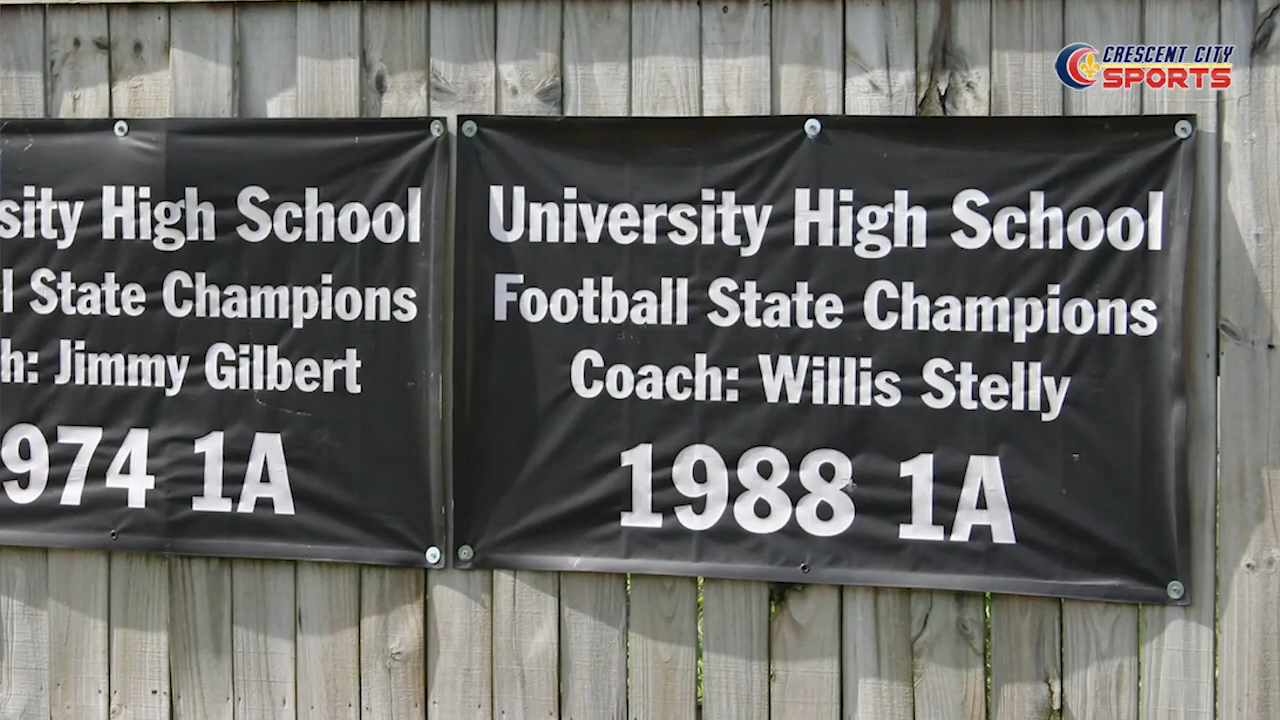 CRESCENT CITY
SPORTS
sity High School
l State Champions
h: Jimmy Gilbert
974 1A
University High School
Football State Champions
Coach: Willis Stelly
1988 1A